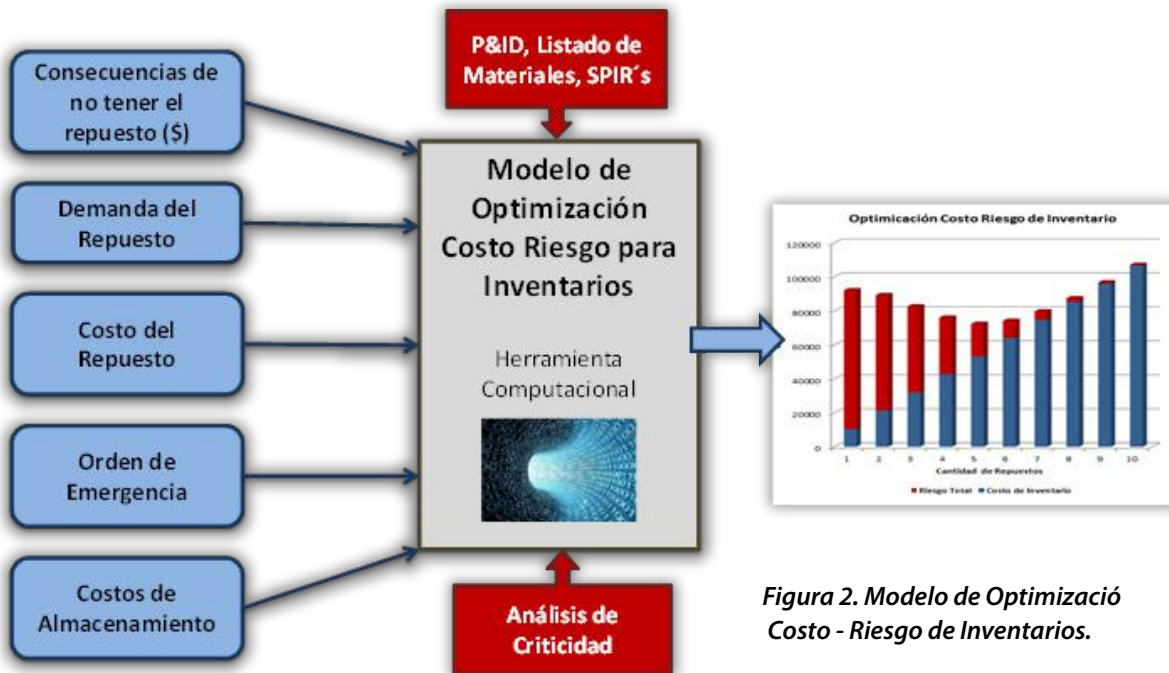 Consecuencias de
no tener el
repuesto ($)
Demanda del
Repuesto
Costo del
Repuesto
Orden de
Emergencia
Costos de
Almacenamiento
P&ID, Listado de
Materiales, SPIR´s
Modelo de
Optimización
Costo Riesgo para
Inventarios
Herramienta
Computacional
Análisis de
Criticidad
Optimicación Costo Riesgo de Inventario
120000
100000
80000
60000
40000
20000
0
1 2 3 4 5 6 7 8 9 10
Cantidad de Repuestos
Riesgo Total Costo de Inventario
Figura 2. Modelo de Optimizació
Costo - Riesgo de Inventarios.